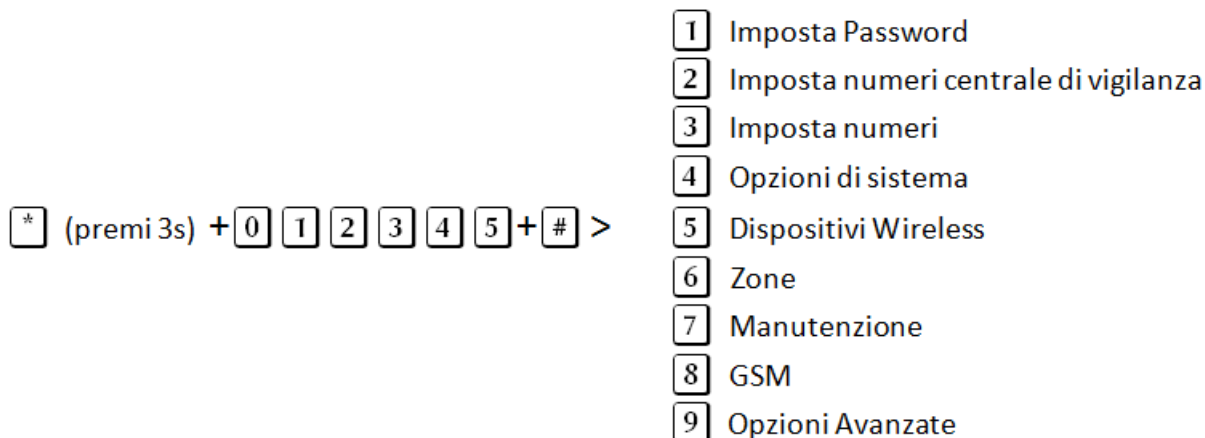 * (premi 3s) + 0 1 2 3 4 5 + # >
1 Imposta Password
2 Imposta numeri centrale di vigilanza
3 Imposta numeri
4 Opzioni di sistema
5 Dispositivi Wireless
6 Zone
7 Manutenzione
8 GSM
9 Opzioni Avanzate